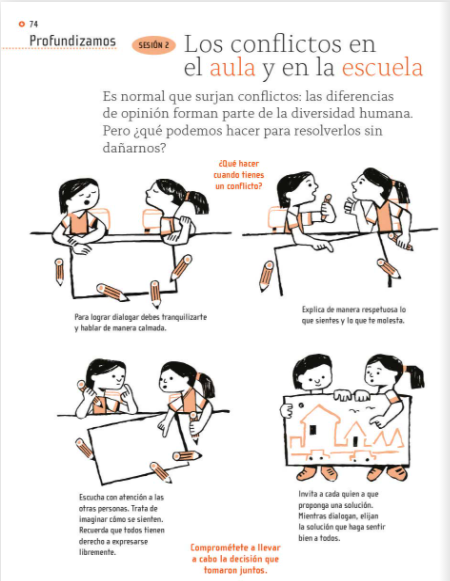 74
Profundizamos
SESIÓN 2
Los conflictos en
el aula y en la escuela
Es normal que surjan conflictos: las diferencias
de opinión forman parte de la diversidad humana.
Pero ¿qué podemos hacer para resolverlos sin
dañarnos?
¿Qué hacer
cuando tienes
un conflicto?
Para lograr dialogar debes tranquilizarte
y hablar de manera calmada.
Explica de manera respetuosa lo
que sientes y lo que te molesta.
Escucha con atención a las
otras personas. Trata de
imaginar cómo se sienten.
Recuerda que todos tienen
derecho a expresarse
libremente.
Invita a cada quien a que
proponga una solución.
Mientras dialogan, elijan
la solución que haga sentir
bien a todos.
Comprométete a llevar
a cabo la decisión que
tomaron juntos.